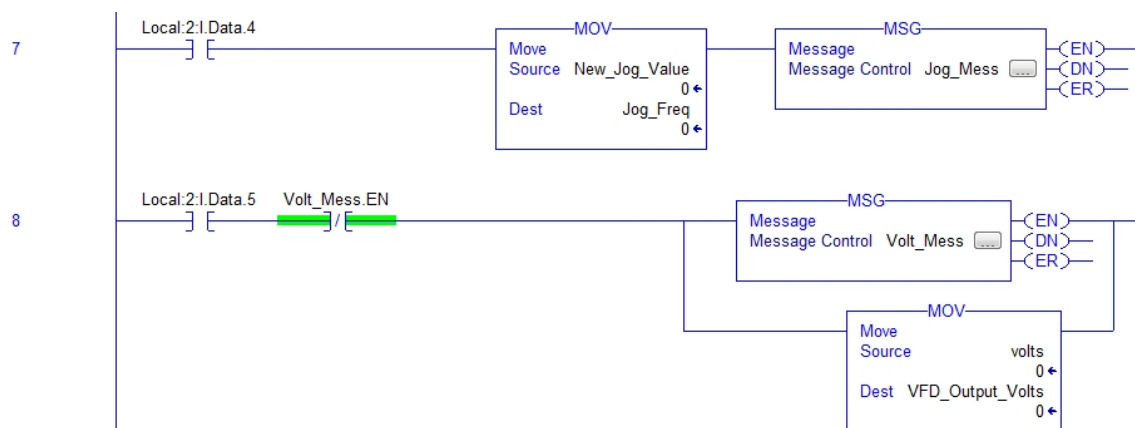 7
Local:2:I.Data.4
MOV
Move
Source New_Jog_Value
0
Dest Jog_Freq
0
MSG
Message
Message Control Jog_Mess ...
EN
DN
ER
8
Local:2:I.Data.5
Volt_Mess.EN
MSG
Message
Message Control Volt_Mess ...
EN
DN
ER
MOV
Move
Source volts
0
Dest VFD_Output_Volts
0